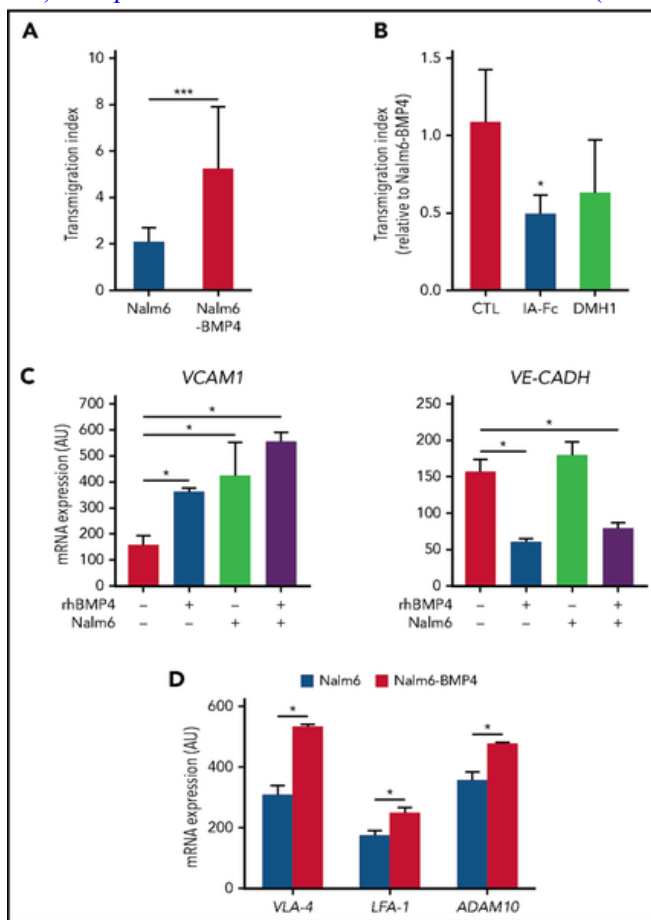 A
Transmigration index
10
8
6
4
2
0
***
Nalm6
Nalm6
-BMP4
B
Transmigration index
(relative to Nalm6-BMP4)
1.5
1.0
0.5
0.0
*
CTL
IA-Fc
DMH1
C
VCAM1
mRNA expression (AU)
700
600
500
400
300
200
100
0
*
*
*
rhBMP4 – + – +
Nalm6 – – + +
VE-CADH
250
200
150
100
50
0
*
*
– + – +
– – + +
D
Nalm6 Nalm6-BMP4
mRNA expression (AU)
600
400
200
0
*
*
*
VLA-4
LFA-1
ADAM10